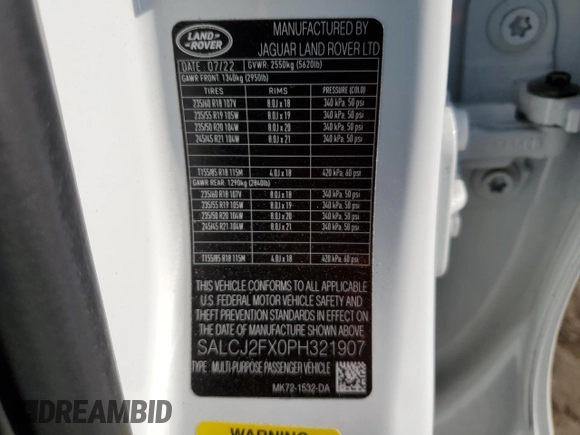 LAND
ROVER
MANUFACTURED BY
JAGUAR LAND ROVER LTD
DATE 07/22 GVWR: 2550kg (5620lb)
GAWR FRONT: 1340kg (2950lb)
TIRES RIMS PRESSURE (COLD)
235/60 R18 107V 8.0J x 18 340 kPa, 50 psi
235/55 R19 105W 8.0J x 19 340 kPa, 50 psi
235/50 R20 104W 8.0J x 20 340 kPa, 50 psi
245/45 R21 104W 8.0J x 21 340 kPa, 50 psi
T155/85 R18 115M 4.0J x 18 420 kPa, 60 psi
GAWR REAR: 1290kg (2840lb)
235/60 R18 107V 8.0J x 18 340 kPa, 50 psi
235/55 R19 105W 8.0J x 19 340 kPa, 50 psi
235/50 R20 104W 8.0J x 20 340 kPa, 50 psi
245/45 R21 104W 8.0J x 21 340 kPa, 50 psi
T155/85 R18 115M 4.0J x 18 420 kPa, 60 psi
THIS VEHICLE CONFORMS TO ALL APPLICABLE
U.S. FEDERAL MOTOR VEHICLE SAFETY AND
THEFT PREVENTION STANDARDS IN EFFECT ON
THE DATE OF MANUFACTURE SHOWN ABOVE.
SALCJ2FX0PH321907
TYPE: MULTI-PURPOSE PASSENGER VEHICLE
MK72-1532-DA
WARNING
DREAMBID